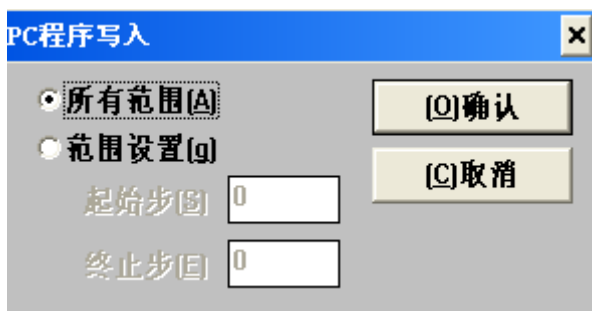 PC程序写入
所有范围(A)
(O)确认
范围设置(g)
(C)取消
起始步(S) 0
终止步(E) 0